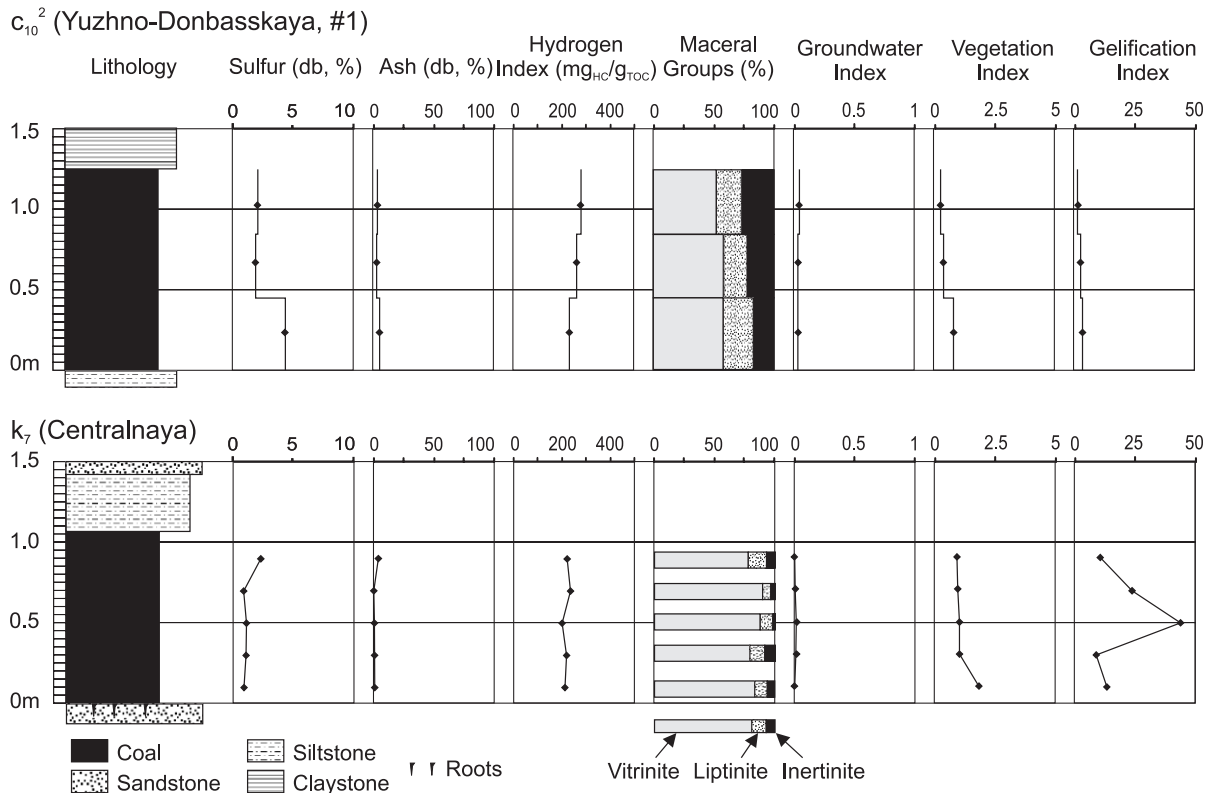 c₁₀² (Yuzhno-Donbasskaya, #1)
Lithology
Sulfur (db, %)
Ash (db, %)
Hydrogen
Index (mgHC/gTOC)
Maceral
Groups (%)
Groundwater
Index
Vegetation
Index
Gelification
Index
0 5 10 0 50 100 0 200 400 0 50 100 0 0.5 1 0 2.5 5 0 25 50
1.5
1.0
0.5
0m
k₇ (Centralnaya)
0 5 10 0 50 100 0 200 400 0 50 100 0 0.5 1 0 2.5 5 0 25 50
1.5
1.0
0.5
0m
Coal
Sandstone
Siltstone
Claystone
Roots
Vitrinite
Liptinite
Inertinite